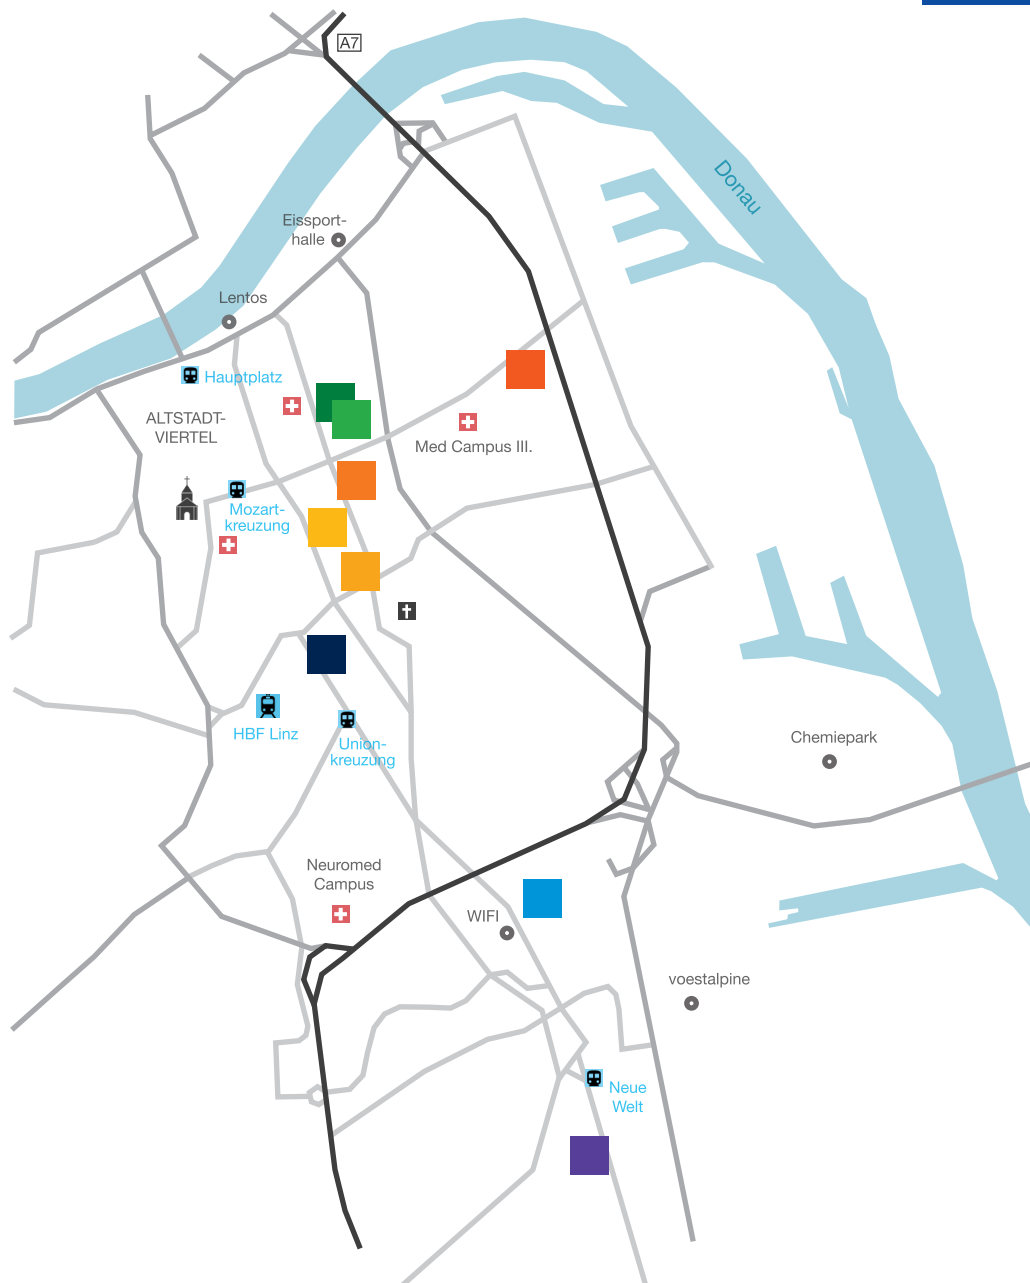 A7
Donau
Eissport-
halle
Lentos
Hauptplatz
ALTSTADT-
VIERTEL
Med Campus III.
Mozart-
kreuzung
HBF Linz
Union-
kreuzung
Chemiepark
Neuromed
Campus
WIFI
voestalpine
Neue
Welt